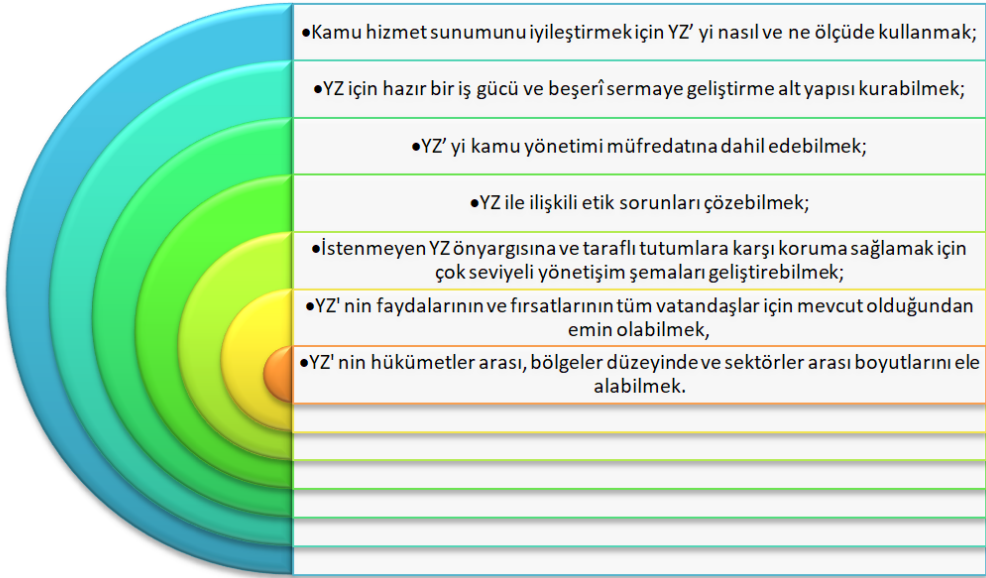 •Kamu hizmet sunumunu iyileştirmek için YZ’ yi nasıl ve ne ölçüde kullanmak;
•YZ için hazır bir iş gücü ve beşerî sermaye geliştirme alt yapısı kurabilmek;
•YZ’ yi kamu yönetimi müfredatına dahil edebilmek;
•YZ ile ilişkili etik sorunları çözebilmek;
•İstenmeyen YZ önyargısına ve taraflı tutumlara karşı koruma sağlamak için
çok seviyeli yönetişim şemaları geliştirebilmek;
•YZ' nin faydalarının ve fırsatlarının tüm vatandaşlar için mevcut olduğundan
emin olabilmek,
•YZ' nin hükümetler arası, bölgeler düzeyinde ve sektörler arası boyutlarını ele
alabilmek.